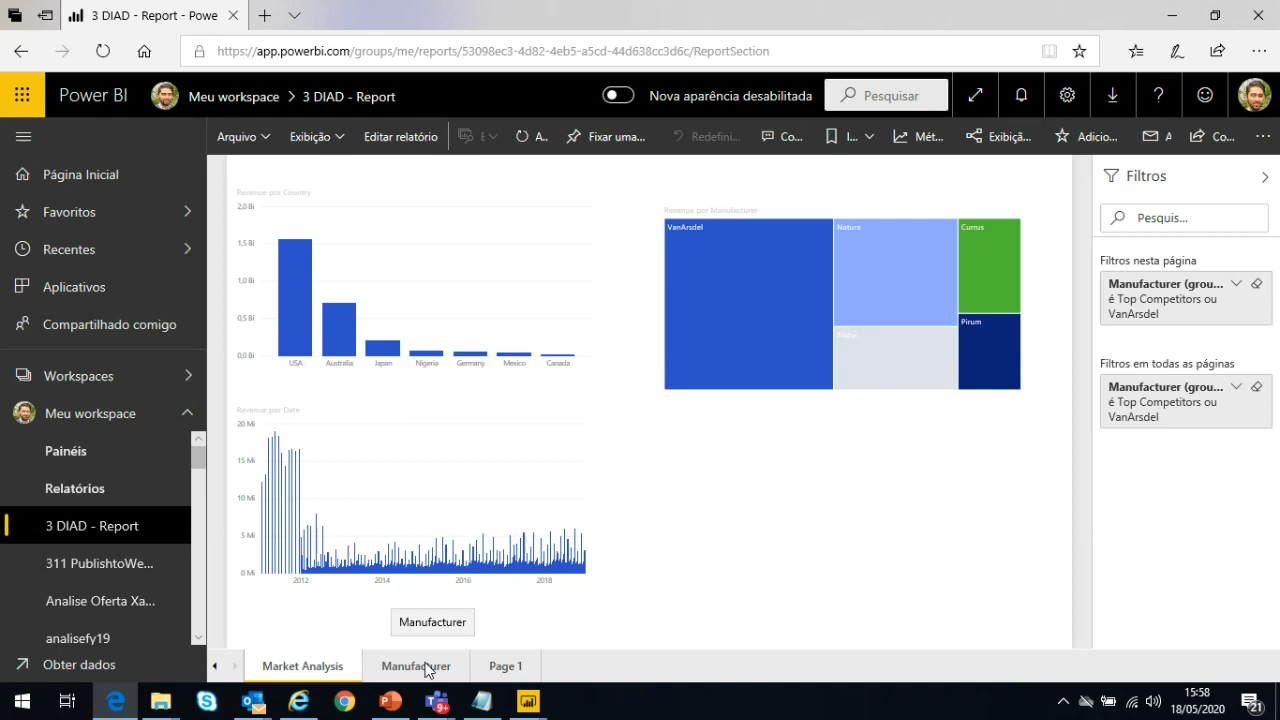 3 DIAD - Report - Powe
https://app.powerbi.com/groups/me/reports/53098ec3-4d82-4eb5-a5cd-44d638cc3d6c/ReportSection
Power BI
Meu workspace > 3 DIAD - Report
Nova aparência desabilitada
Pesquisar
Arquivo
Exibição
Editar relatório
E
A..
Fixar uma...
Redefini...
Co...
I...
Mét...
Exibiçã...
Adicio...
A
Co...
...
Página Inicial
Favoritos
Recentes
Aplicativos
Compartilhado comigo
Workspaces
Meu workspace
Painéis
Relatórios
3 DIAD - Report
311 PublishtoWe...
Analise Oferta Xa...
analisefy19
Obter dados
Revenue por Country
2,0 Bi
1,5 Bi
1,0 Bi
0,5 Bi
0,0 Bi
USA Australia Japan Nigeria Germany Mexico Canada
Revenue por Date
20 Mi
15 Mi
10 Mi
5 Mi
0 Mi
2012 2014 2016 2018
Manufacturer
Revenue por Manufacturer
VanArsdel
Natura
Currus
Pirum
Filtros
Pesquis...
Filtros nesta página
Manufacturer (grou...
é Top Competitors ou
VanArsdel
Filtros em todas as páginas
Manufacturer (grou...
é Top Competitors ou
VanArsdel
Market Analysis
Manufacturer
Page 1
9+
15:58
18/05/2020
21